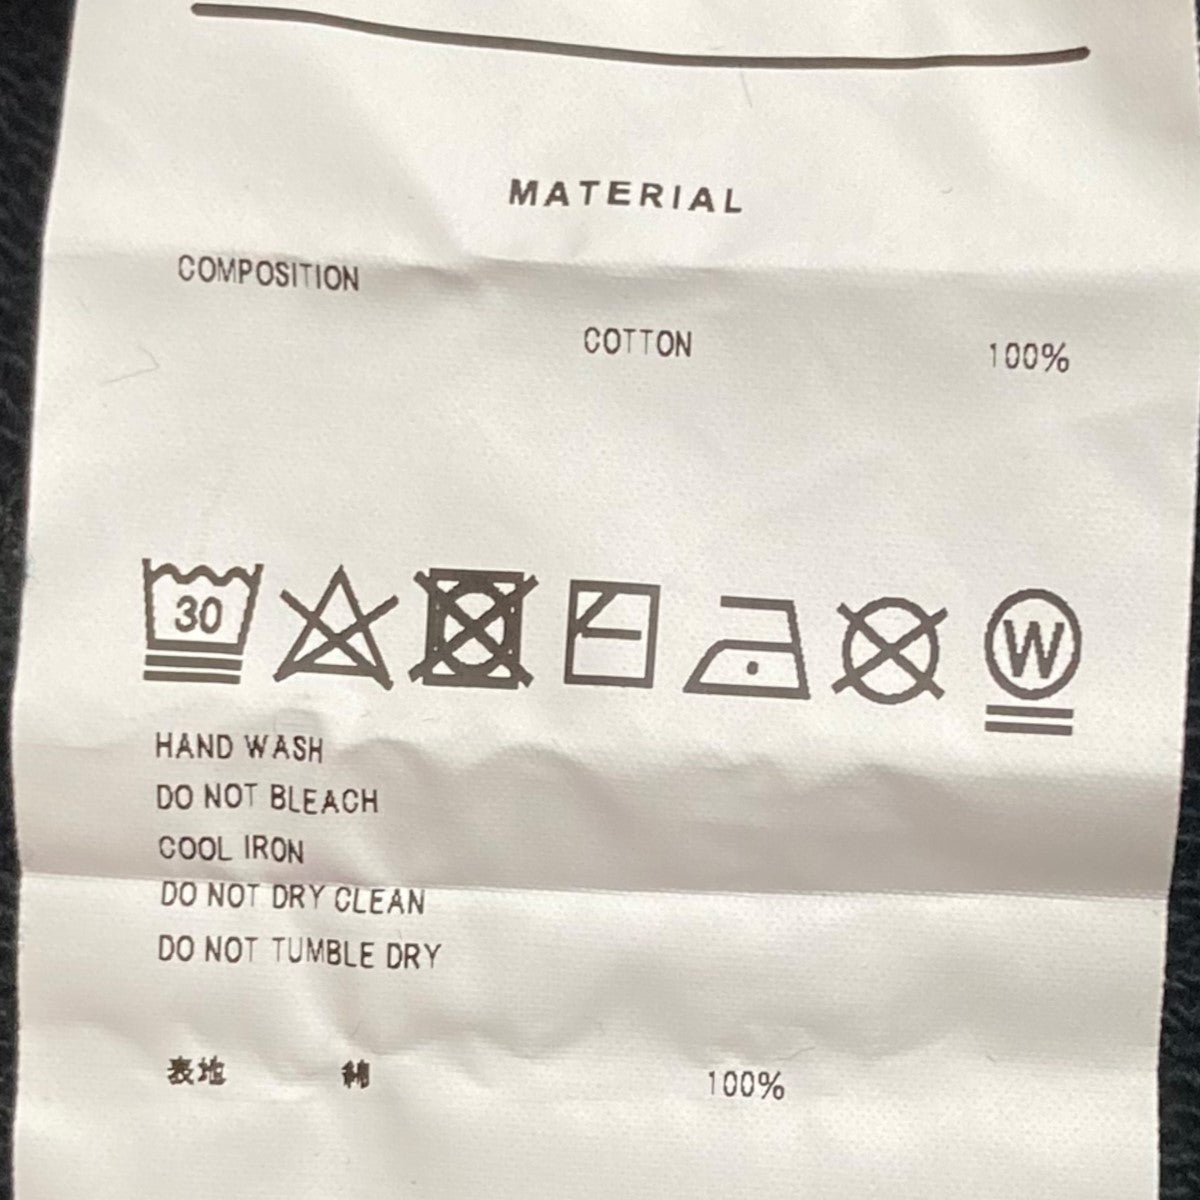 MATERIAL
COMPOSITION
COTTON 100%
30 W
HAND WASH
DO NOT BLEACH
COOL IRON
DO NOT DRY CLEAN
DO NOT TUMBLE DRY
表地 綿 100%